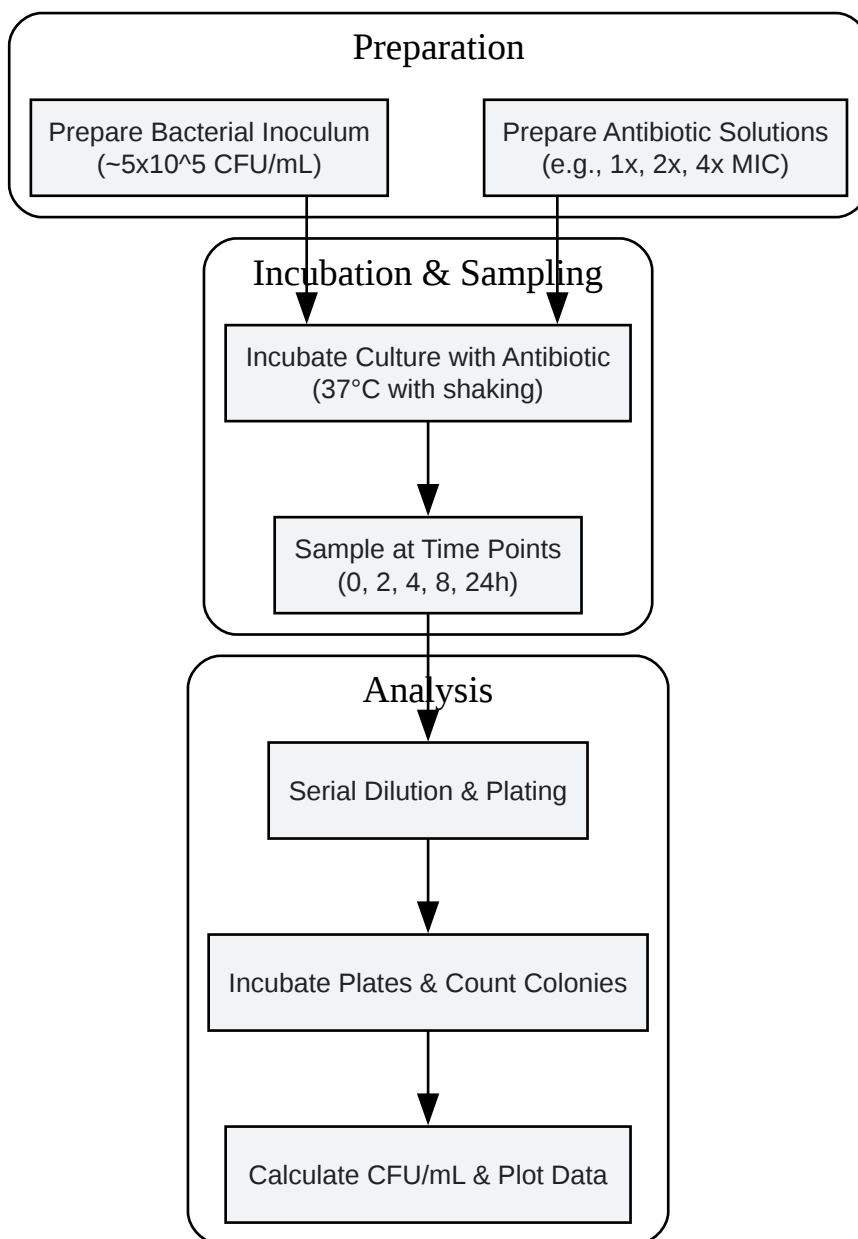 Preparation
Prepare Bacterial Inoculum
(~5x10^5 CFU/mL)
Prepare Antibiotic Solutions
(e.g., 1x, 2x, 4x MIC)
Incubation & Sampling
Incubate Culture with Antibiotic
(37°C with shaking)
Sample at Time Points
(0, 2, 4, 8, 24h)
Analysis
Serial Dilution & Plating
Incubate Plates & Count Colonies
Calculate CFU/mL & Plot Data